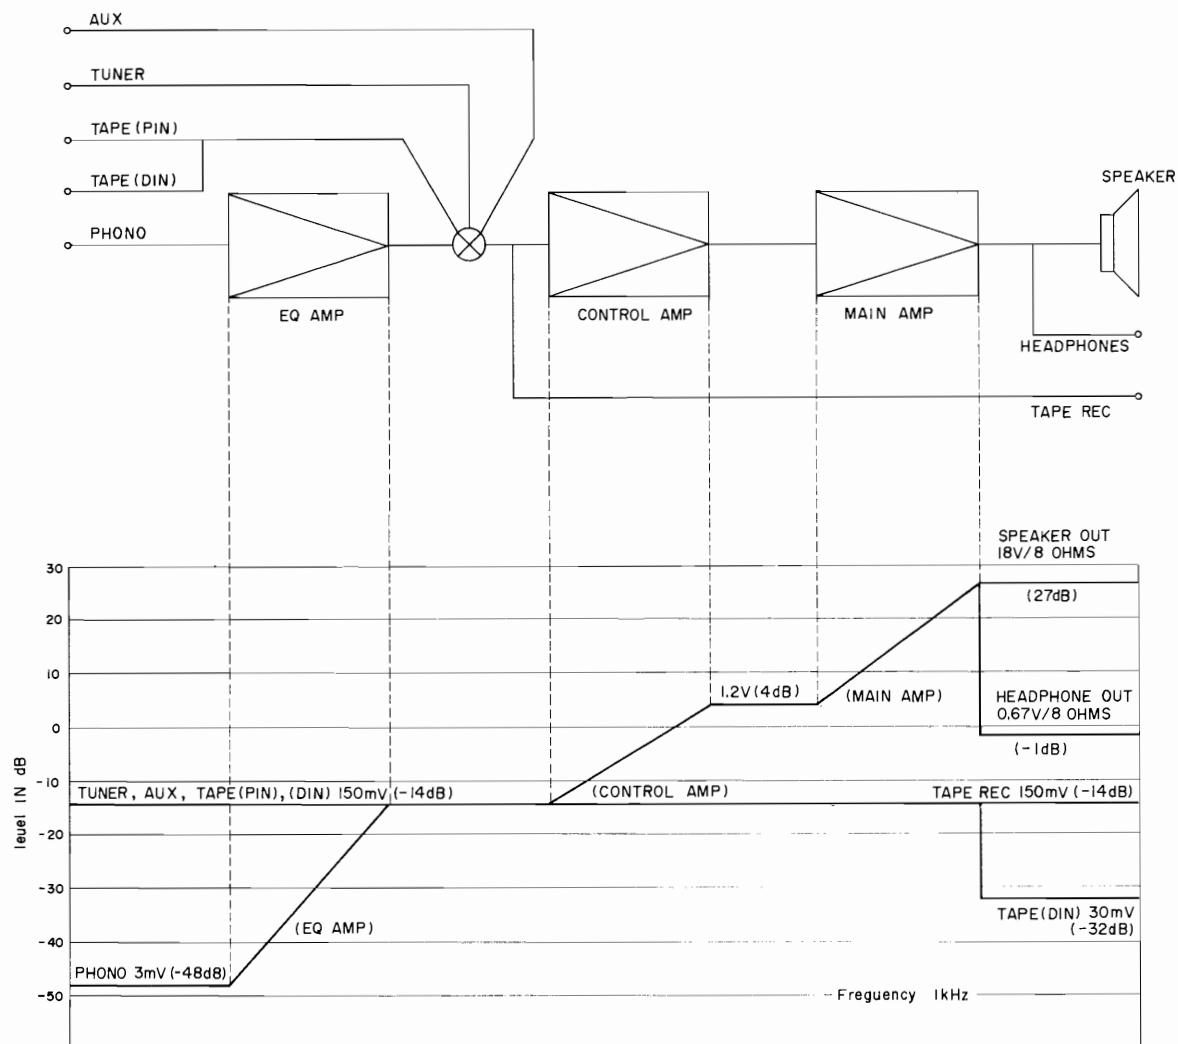 AUX
TUNER
TAPE (PIN)
TAPE (DIN)
PHONO
SPEAKER
EQ AMP
CONTROL AMP
MAIN AMP
HEADPHONES
TAPE REC
SPEAKER OUT
18V/8 OHMS
30
(27dB)
20
10
1.2V (4dB)
(MAIN AMP)
HEADPHONE OUT
0.67V/8 OHMS
0
(-1dB)
-10
TUNER, AUX, TAPE(PIN), (DIN) 150mV (-14dB)
(CONTROL AMP)
TAPE REC 150mV (-14dB)
leuel IN dB
-20
-30
TAPE(DIN) 30mV
(-32dB)
(EQ AMP)
-40
PHONO 3mV (-48dB)
-50
Freguency 1kHz